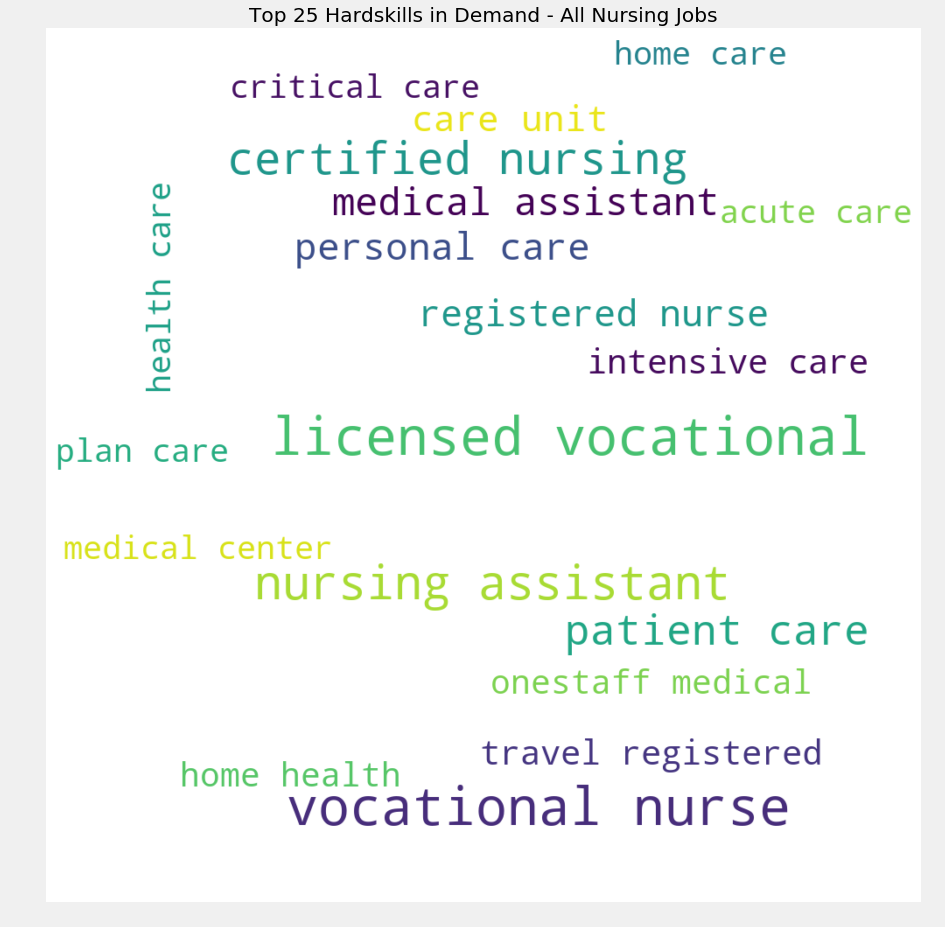 Top 25 Hardskills in Demand - All Nursing Jobs
home care
critical care
care unit
certified nursing
medical assistant
acute care
health care
personal care
registered nurse
intensive care
licensed vocational
plan care
medical center
nursing assistant
patient care
onestaff medical
travel registered
home health
vocational nurse